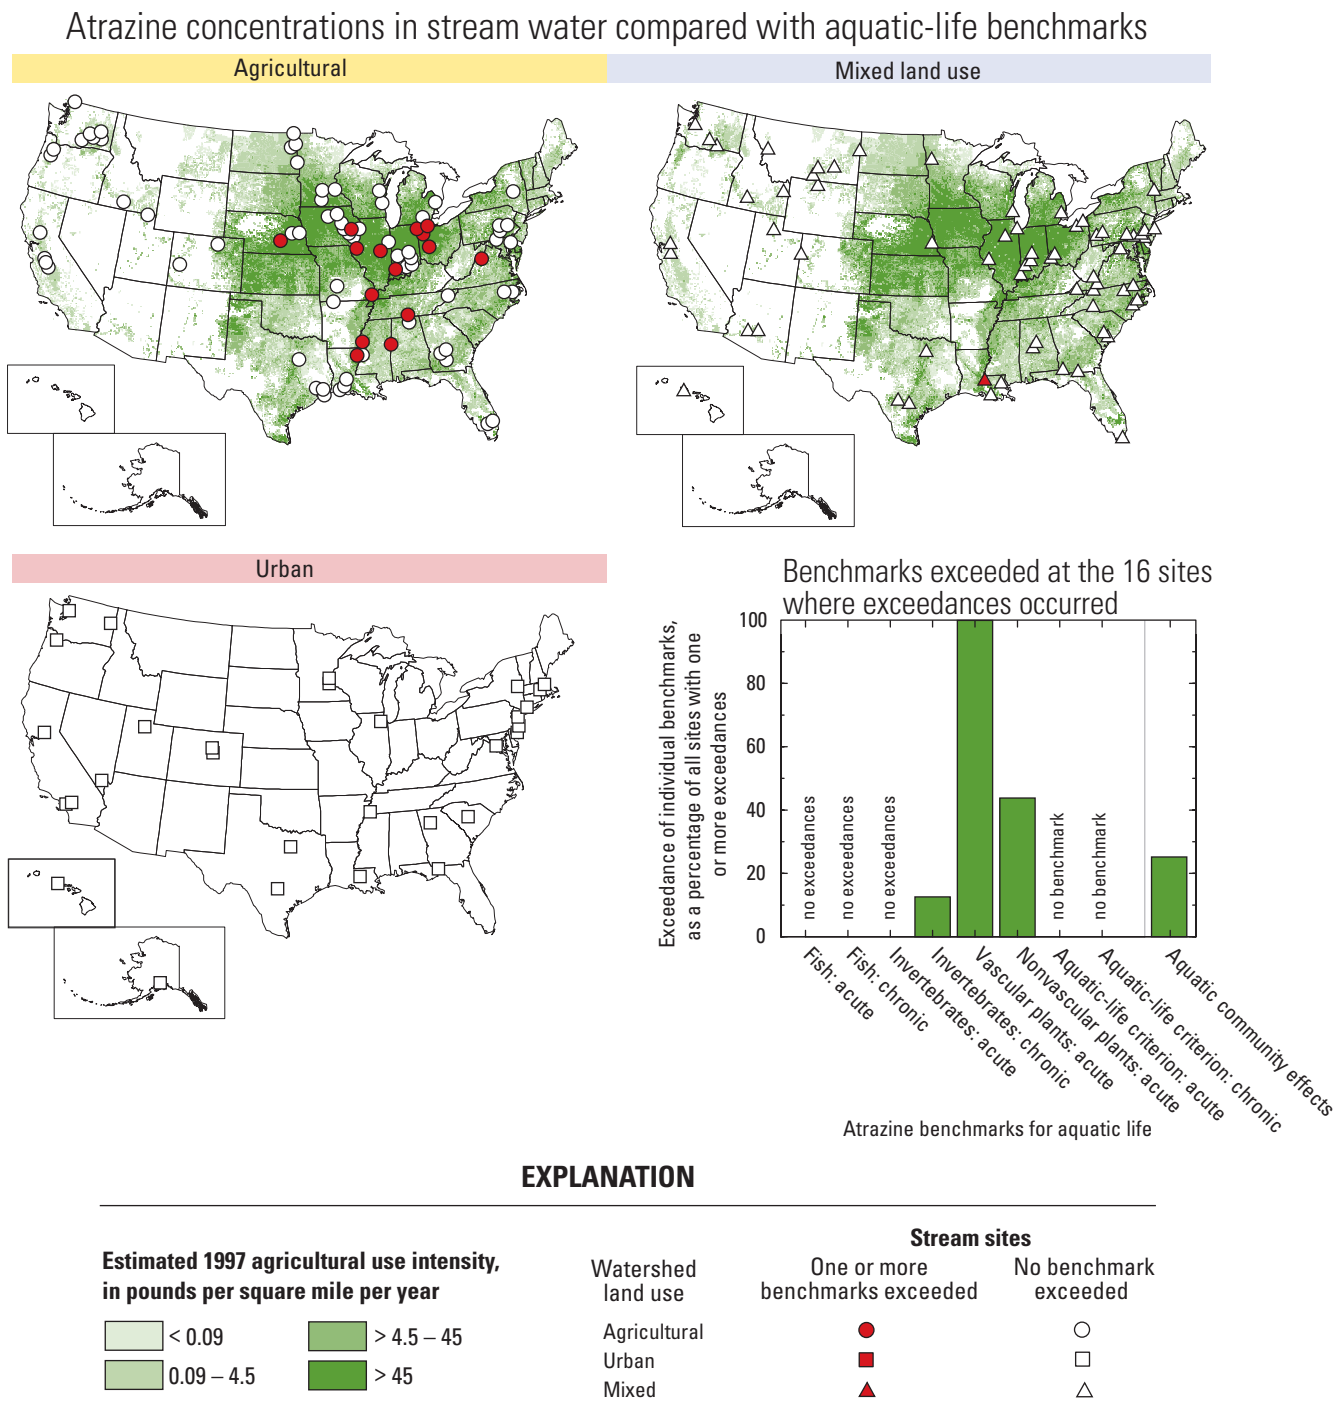 Atrazine concentrations in stream water compared with aquatic-life benchmarks
Agricultural
Mixed land use
Urban
Benchmarks exceeded at the 16 sites
where exceedances occurred
Exceedance of individual benchmarks,
as a percentage of all sites with one
or more exceedances
100
80
60
40
20
0
no exceedances
no exceedances
no exceedances
no benchmark
no benchmark
Fish: acute
Fish: chronic
Invertebrates: acute
Invertebrates: chronic
Vascular plants: acute
Nonvascular plants: acute
Aquatic-life criterion: acute
Aquatic-life criterion: chronic
Aquatic community effects
Atrazine benchmarks for aquatic life
EXPLANATION
Estimated 1997 agricultural use intensity,
in pounds per square mile per year
< 0.09
> 4.5 – 45
0.09 – 4.5
> 45
Stream sites
Watershed
land use
One or more
benchmarks exceeded
No benchmark
exceeded
Agricultural
Urban
Mixed